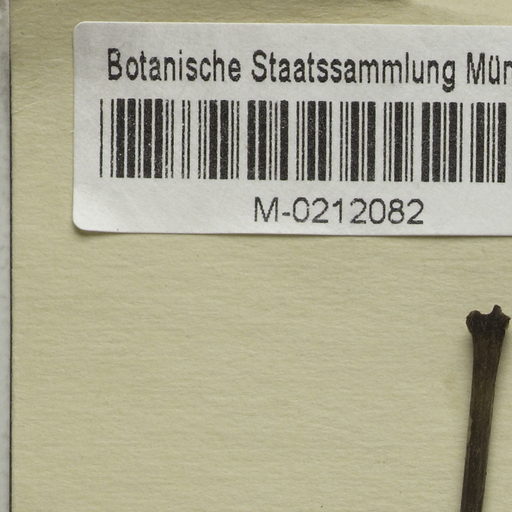 Botanische Staatssammlung Mün
M-0212082